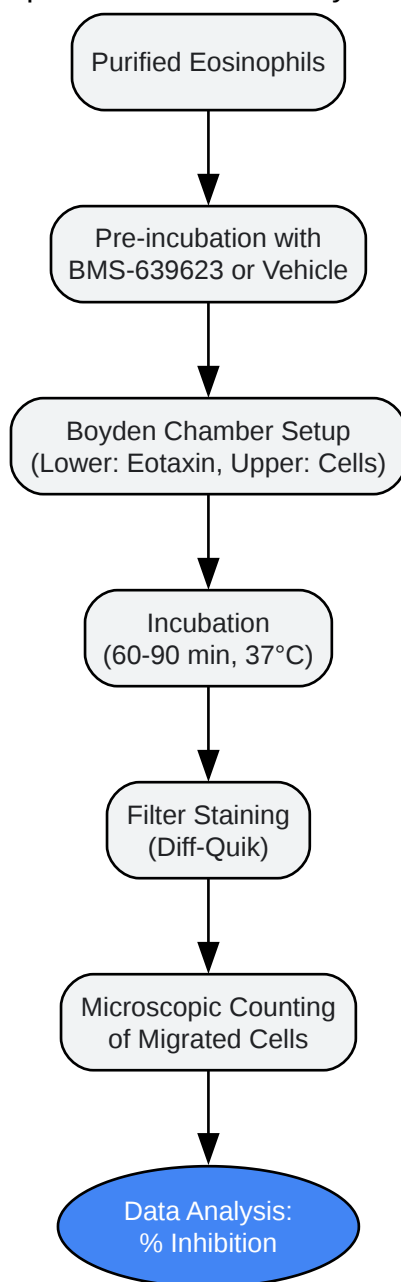 Purified Eosinophils
Pre-incubation with
BMS-639623 or Vehicle
Boyden Chamber Setup
(Lower: Eotaxin, Upper: Cells)
Incubation
(60-90 min, 37°C)
Filter Staining
(Diff-Quik)
Microscopic Counting
of Migrated Cells
Data Analysis:
% Inhibition